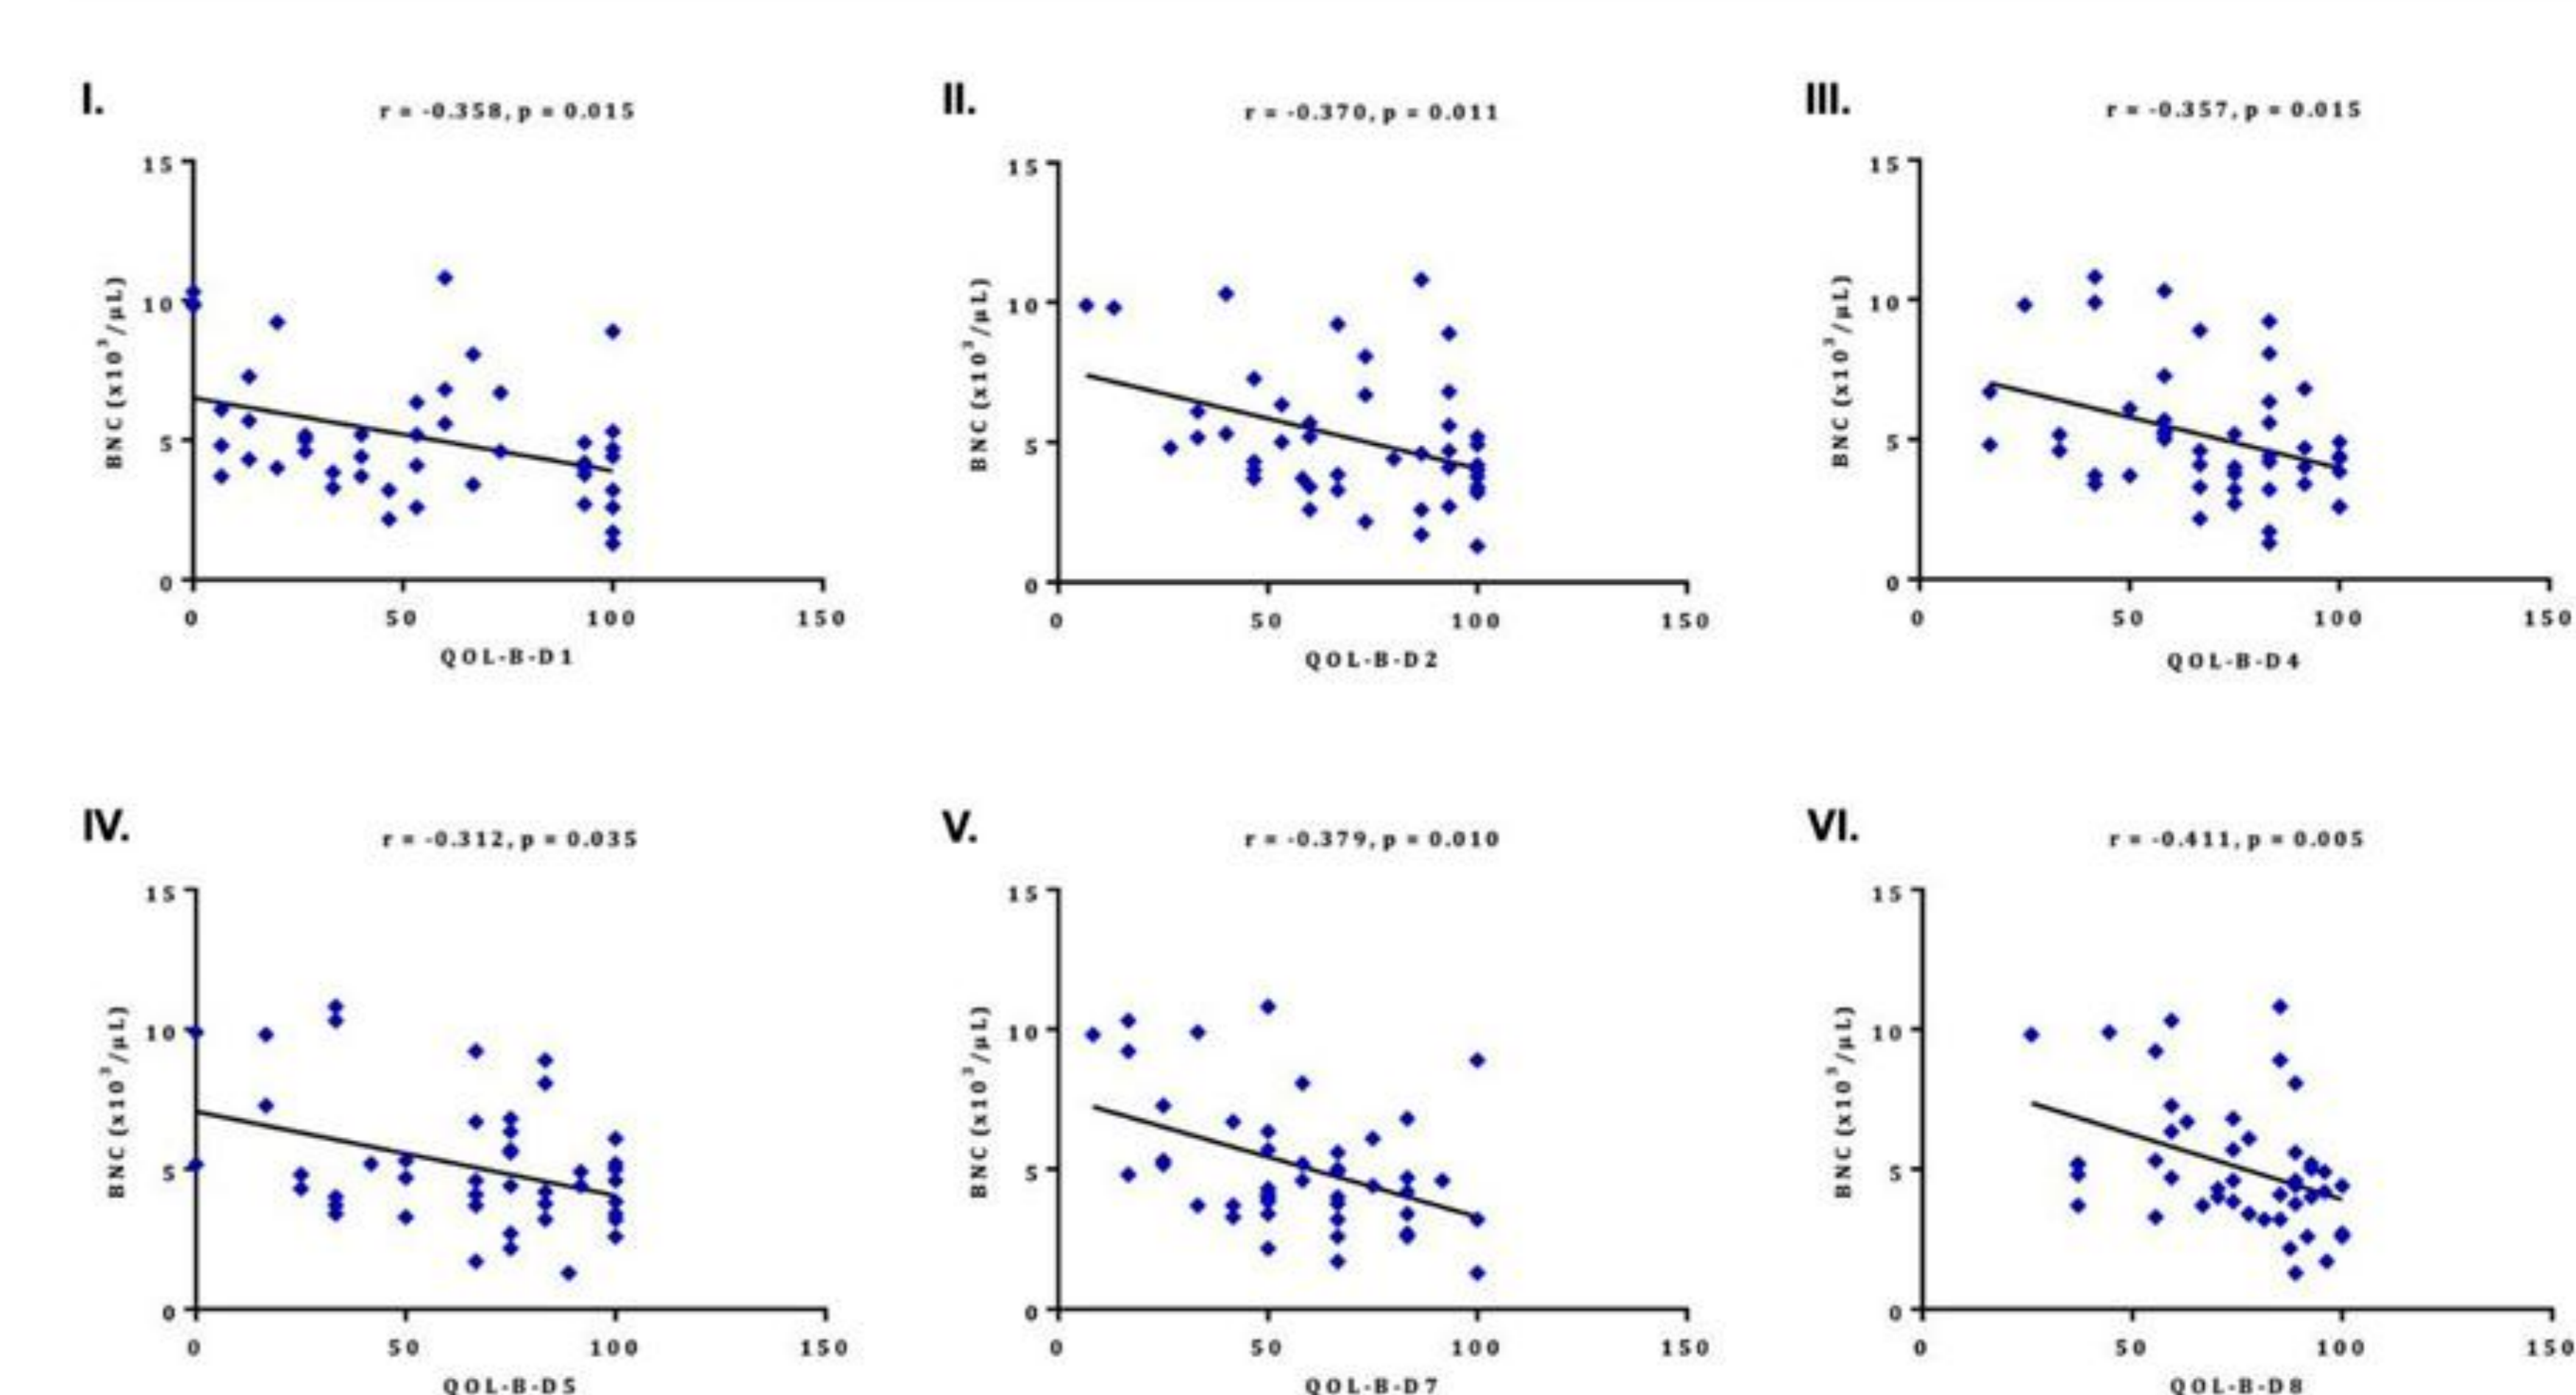 I.
r = -0.358, p = 0.015
15
10
5
0
BNC (x10³/µL)
0 50 100 150
QOL-B-D1
II.
r = -0.370, p = 0.011
15
10
5
0
BNC (x10³/µL)
0 50 100 150
QOL-B-D2
III.
r = -0.357, p = 0.015
15
10
5
0
BNC (x10³/µL)
0 50 100 150
QOL-B-D4
IV.
r = -0.312, p = 0.035
15
10
5
0
BNC (x10³/µL)
0 50 100 150
QOL-B-D5
V.
r = -0.379, p = 0.010
15
10
5
0
BNC (x10³/µL)
0 50 100 150
QOL-B-D7
VI.
r = -0.411, p = 0.005
15
10
5
0
BNC (x10³/µL)
0 50 100 150
QOL-B-D8